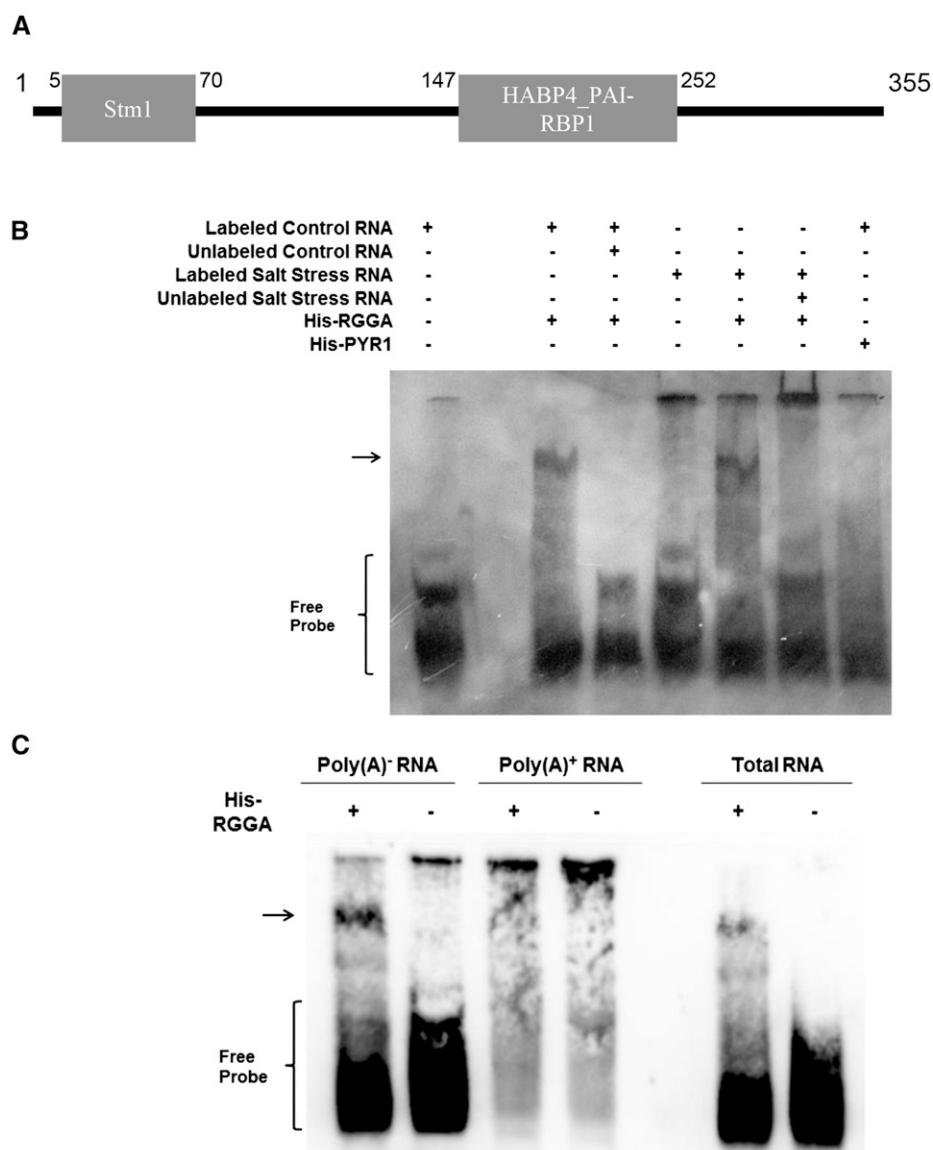 A
1 5 70 147 252 355
Stm1
HABP4_PAI-
RBP1
B
Labeled Control RNA + + + - - - +
Unlabeled Control RNA - - + - - - -
Labeled Salt Stress RNA - - - + + + -
Unlabeled Salt Stress RNA - - - - - + -
His-RGGA - + + - + + -
His-PYR1 - - - - - - +
Free
Probe
C
Poly(A)- RNA Poly(A)+ RNA Total RNA
His-
RGGA
+ - + - + -
Free
Probe